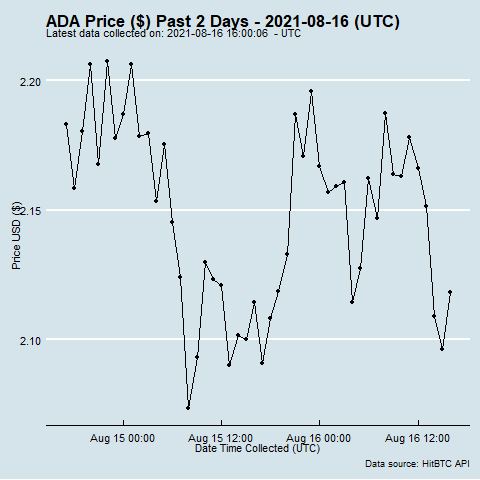 ADA Price ($) Past 2 Days - 2021-08-16 (UTC)
Latest data collected on: 2021-08-16 16:00:06 - UTC
2.20
2.15
2.10
Price USD ($)
Aug 15 00:00 Aug 15 12:00 Aug 16 00:00 Aug 16 12:00
Date Time Collected (UTC)
Data source: HitBTC API